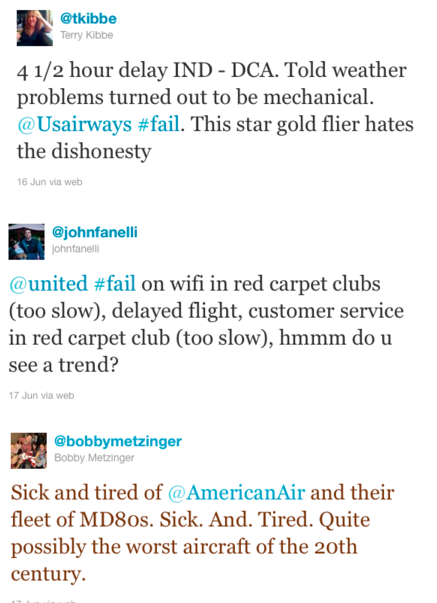 @tkibbe
Terry Kibbe
4 1/2 hour delay IND - DCA. Told weather
problems turned out to be mechanical.
@Usairways #fail. This star gold flier hates
the dishonesty
16 Jun via web
@johnfanelli
johnfanelli
@united #fail on wifi in red carpet clubs
(too slow), delayed flight, customer service
in red carpet club (too slow), hmmm do u
see a trend?
17 Jun via web
@bobbymetzinger
Bobby Metzinger
Sick and tired of @AmericanAir and their
fleet of MD80s. Sick. And. Tired. Quite
possibly the worst aircraft of the 20th
century.
17 Jun via web